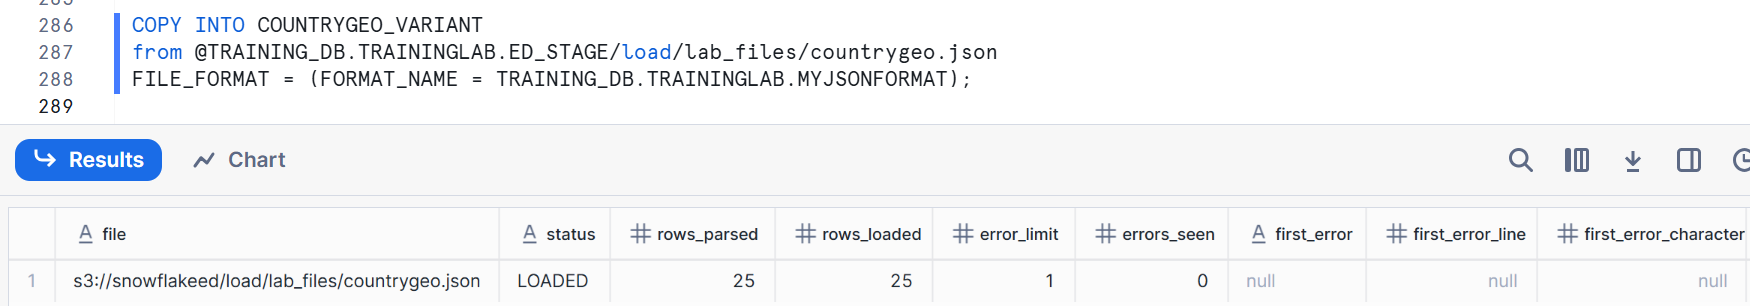 285
286 COPY INTO COUNTRYGEO_VARIANT
287 from @TRAINING_DB.TRAININGLAB.ED_STAGE/load/lab_files/countrygeo.json
288 FILE_FORMAT = (FORMAT_NAME = TRAINING_DB.TRAININGLAB.MYJSONFORMAT);
289
Results Chart
file status rows_parsed rows_loaded error_limit errors_seen first_error first_error_line first_error_character
1 s3://snowflakeed/load/lab_files/countrygeo.json LOADED 25 25 1 0 null null null